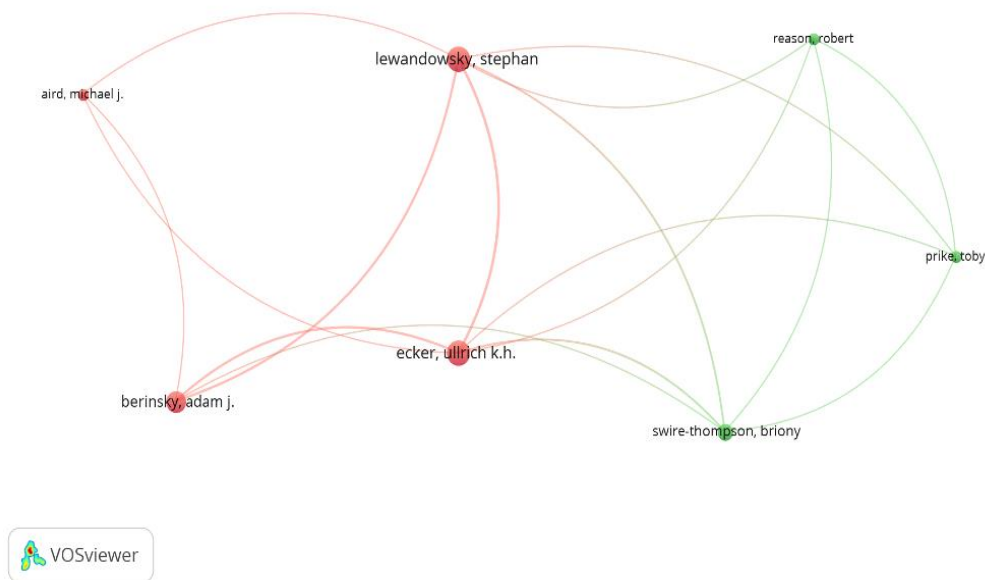 reason, robert
lewandowsky, stephan
aird, michael j.
prike, toby
ecker, ullrich k.h.
berinsky, adam j.
swire-thompson, briony
VOSviewer